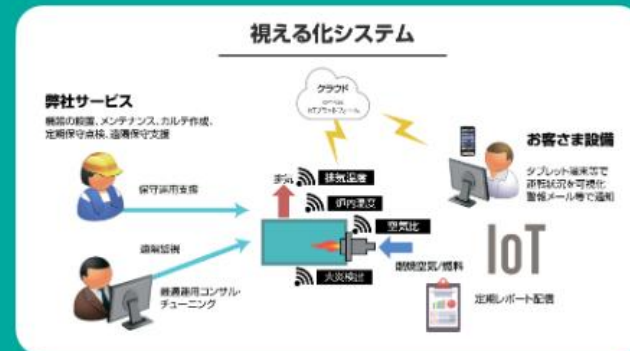 視える化システム
クラウド
IoTプラットフォーム
弊社サービス
機器の設置、メンテナンス、カルテ作成、
定期保守点検、遠隔保守支援
お客さま設備
タブレット端末等で
運転状況を可視化
警報メール等で通知
排気
排気温度
炉内温度
空気比
保守運用支援
遠隔監視
火炎検出
燃焼空気/燃料
IoT
最適運用コンサル・
チューニング
定期レポート配信